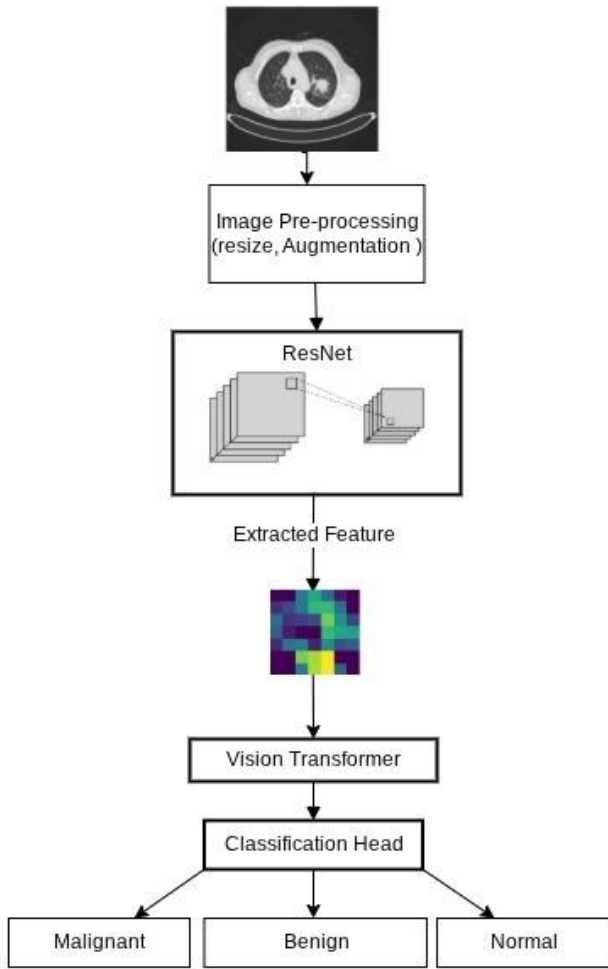 Image Pre-processing
(resize, Augmentation )
ResNet
Extracted Feature
Vision Transformer
Classification Head
Malignant
Benign
Normal